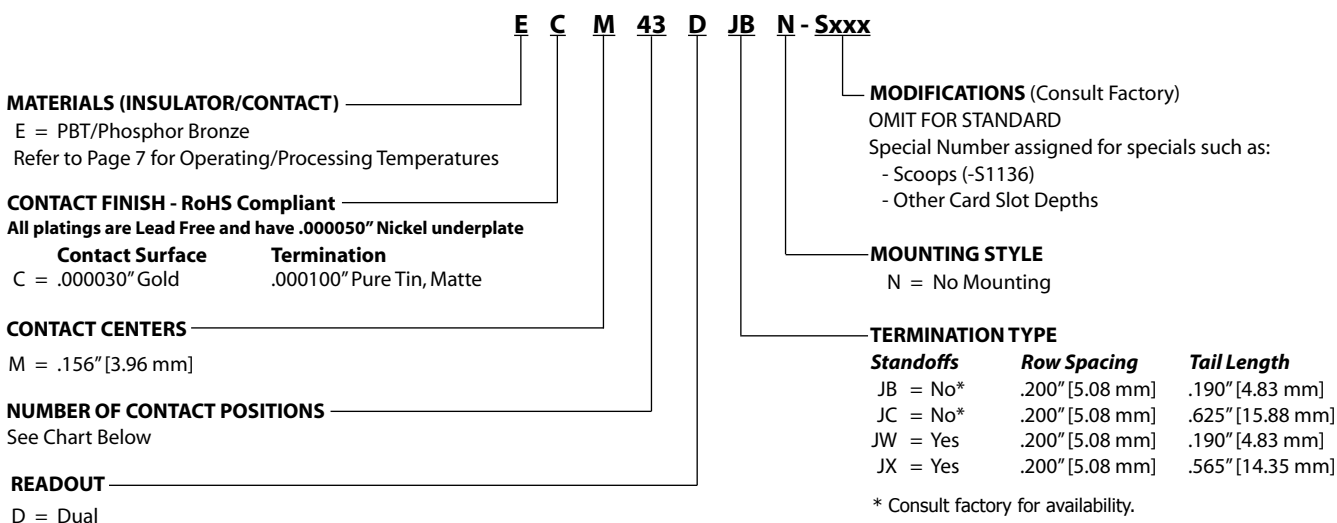 E C M 43 D JB N - Sxxx
MATERIALS (INSULATOR/CONTACT)
E = PBT/Phosphor Bronze
Refer to Page 7 for Operating/Processing Temperatures
CONTACT FINISH - RoHS Compliant
All platings are Lead Free and have .000050” Nickel underplate
Contact Surface Termination
C = .000030” Gold .000100” Pure Tin, Matte
CONTACT CENTERS
M = .156” [3.96 mm]
NUMBER OF CONTACT POSITIONS
See Chart Below
READOUT
D = Dual
MODIFICATIONS (Consult Factory)
OMIT FOR STANDARD
Special Number assigned for specials such as:
- Scoops (-S1136)
- Other Card Slot Depths
MOUNTING STYLE
N = No Mounting
TERMINATION TYPE
Standoffs Row Spacing Tail Length
JB = No* .200” [5.08 mm] .190” [4.83 mm]
JC = No* .200” [5.08 mm] .625” [15.88 mm]
JW = Yes .200” [5.08 mm] .190” [4.83 mm]
JX = Yes .200” [5.08 mm] .565” [14.35 mm]
* Consult factory for availability.